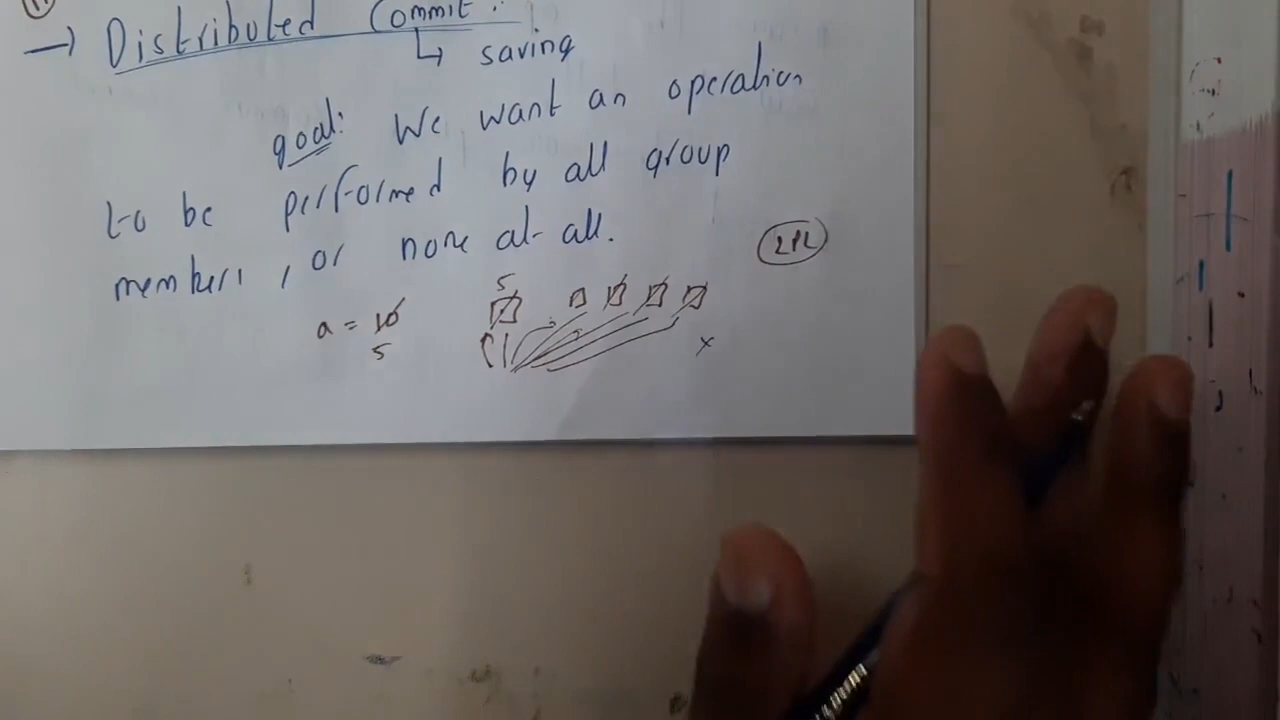 → Distributed Commit :
↳ saving
goal: We want an operation
to be performed by all group
members, or none at all.
2PC
5
a = 10
5
C1
x